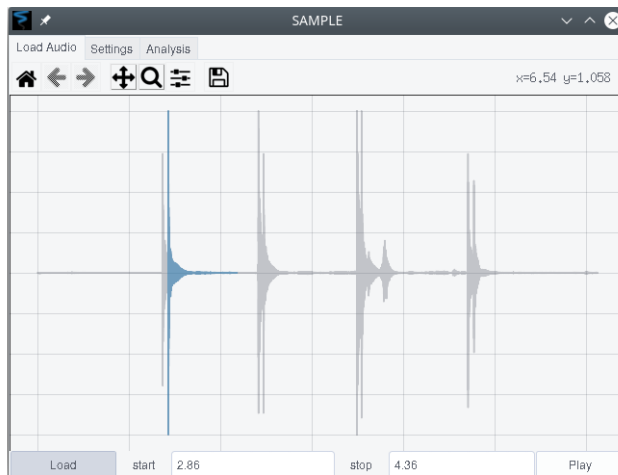 SAMPLE
Load Audio Settings Analysis
x=6.54 y=1.058
Load start 2.86 stop 4.36 Play